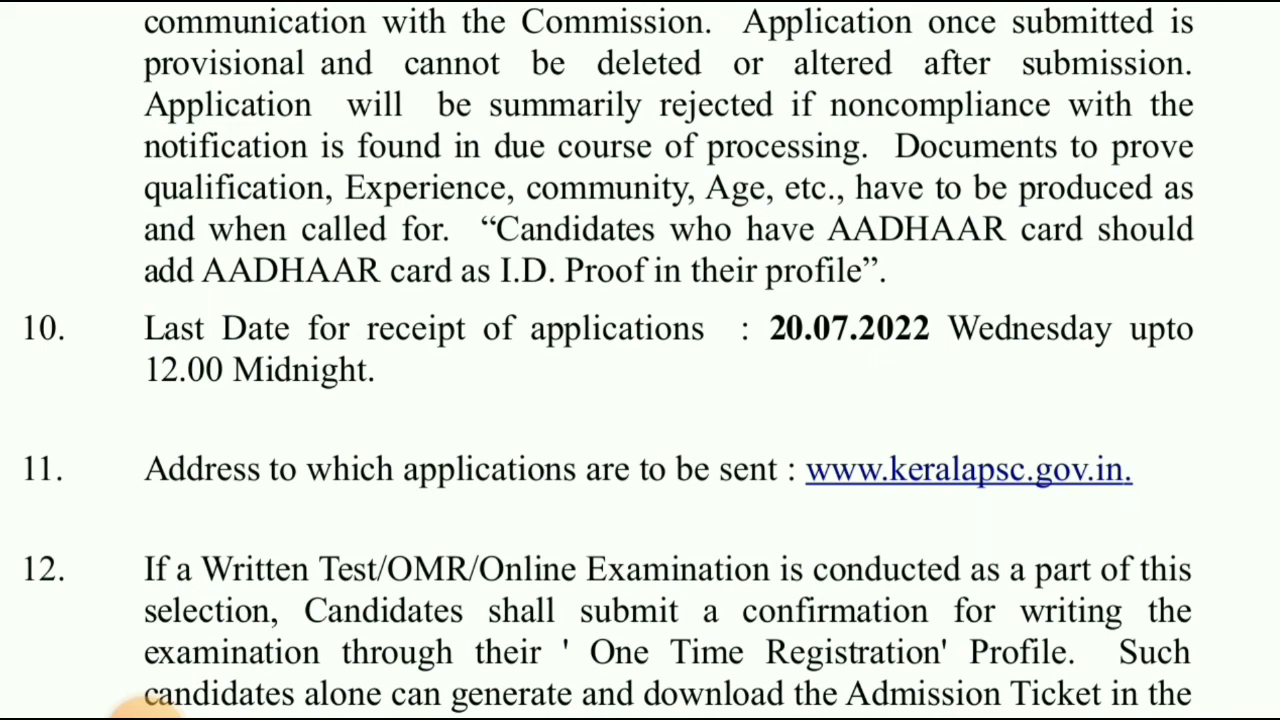 communication with the Commission. Application once submitted is
provisional and cannot be deleted or altered after submission.
Application will be summarily rejected if noncompliance with the
notification is found in due course of processing. Documents to prove
qualification, Experience, community, Age, etc., have to be produced as
and when called for. “Candidates who have AADHAAR card should
add AADHAAR card as I.D. Proof in their profile”.
10. Last Date for receipt of applications : 20.07.2022 Wednesday upto
12.00 Midnight.
11. Address to which applications are to be sent : www.keralapsc.gov.in.
12. If a Written Test/OMR/Online Examination is conducted as a part of this
selection, Candidates shall submit a confirmation for writing the
examination through their ' One Time Registration' Profile. Such
candidates alone can generate and download the Admission Ticket in the